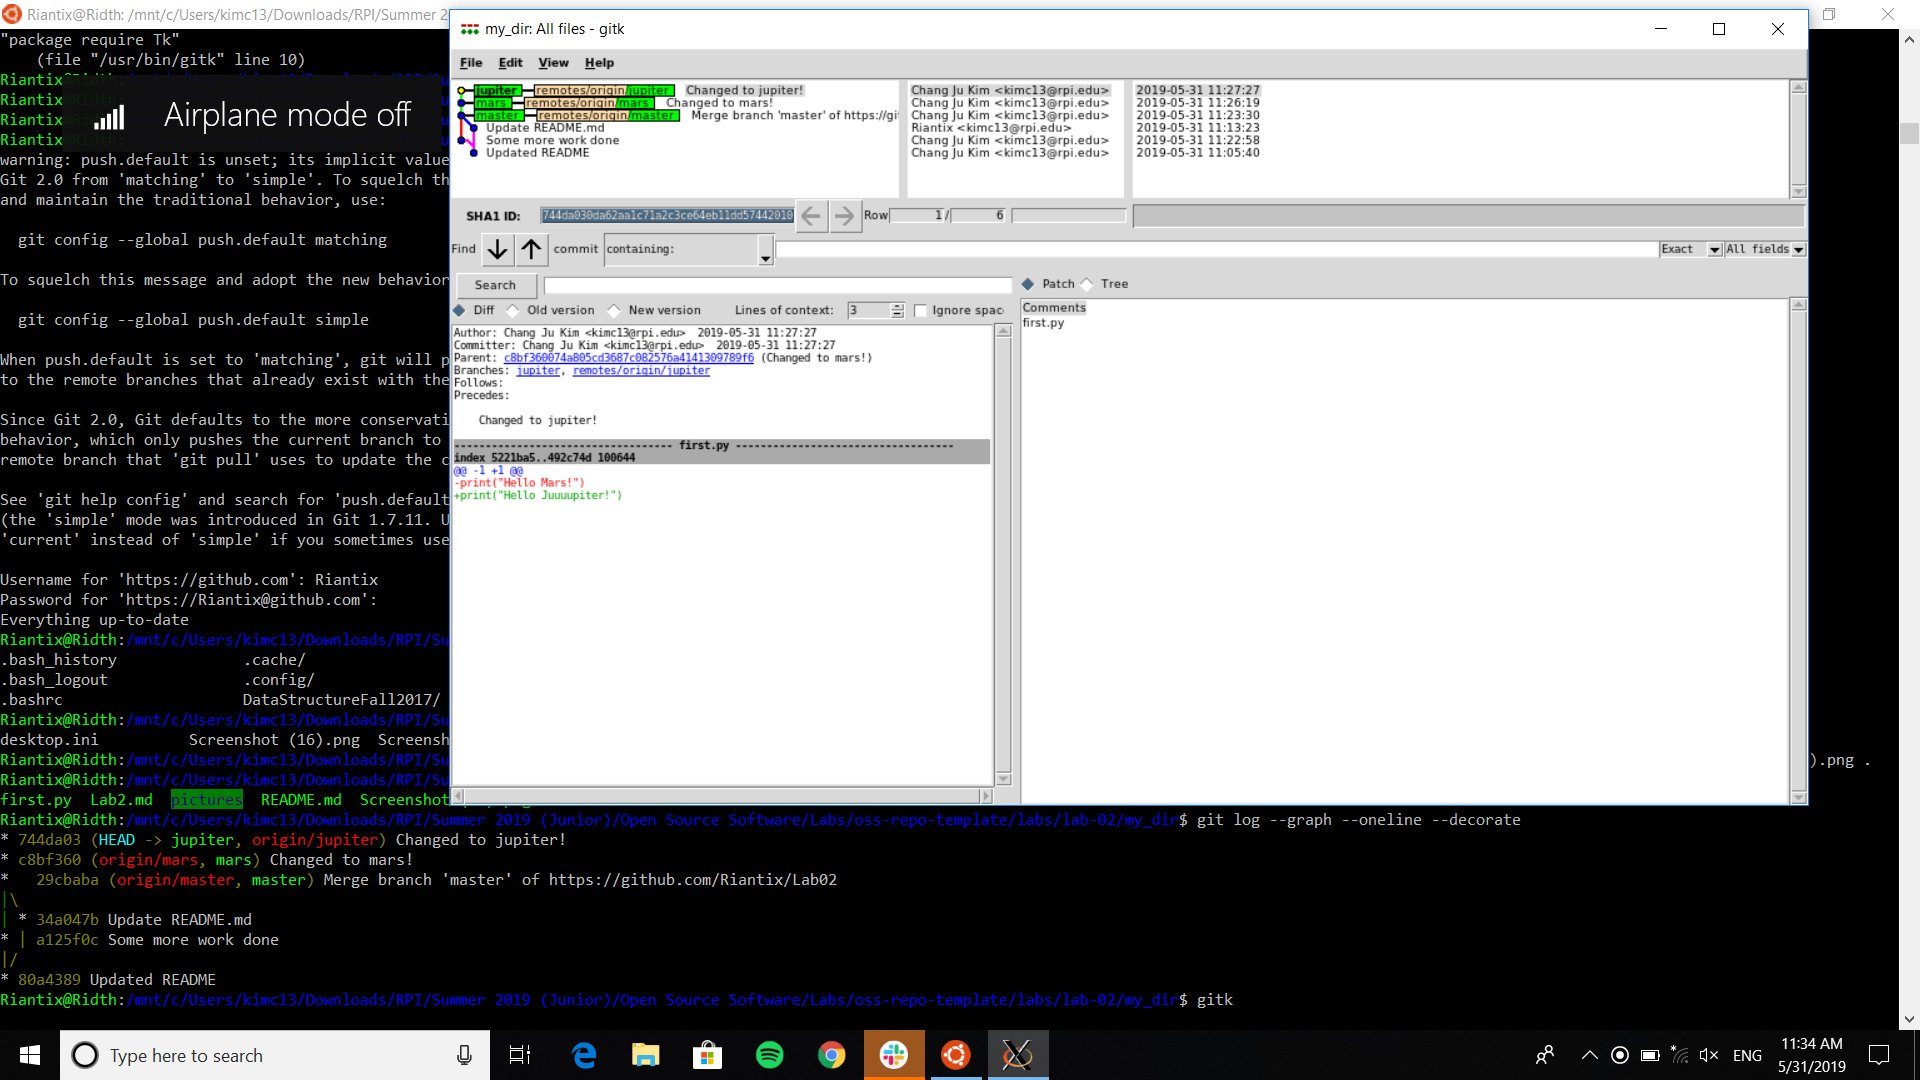 Riantix@Ridth: /mnt/c/Users/kimc13/Downloads/RPI/Summer 2
"package require Tk"
(file "/usr/bin/gitk" line 10)
Riantix@Ridth:
Airplane mode off
warning: push.default is unset; its implicit value
Git 2.0 from 'matching' to 'simple'. To squelch th
and maintain the traditional behavior, use:
git config --global push.default matching
To squelch this message and adopt the new behavior
git config --global push.default simple
When push.default is set to 'matching', git will p
to the remote branches that already exist with the
Since Git 2.0, Git defaults to the more conservati
behavior, which only pushes the current branch to
remote branch that 'git pull' uses to update the c
See 'git help config' and search for 'push.default
(the 'simple' mode was introduced in Git 1.7.11. U
'current' instead of 'simple' if you sometimes use
Username for 'https://github.com': Riantix
Password for 'https://Riantix@github.com':
Everything up-to-date
Riantix@Ridth:/mnt/c/Users/kimc13/Downloads/RPI/Su
.bash_history .cache/
.bash_logout .config/
.bashrc DataStructureFall2017/
Riantix@Ridth:/mnt/c/Users/kimc13/Downloads/RPI/Su
desktop.ini Screenshot (16).png Screensh
Riantix@Ridth:/mnt/c/Users/kimc13/Downloads/RPI/Su ).png .
Riantix@Ridth:/mnt/c/Users/kimc13/Downloads/RPI/Su
first.py Lab2.md pictures README.md Screenshot
Riantix@Ridth:/mnt/c/Users/kimc13/Downloads/RPI/Summer 2019 (Junior)/Open Source Software/Labs/oss-repo-template/labs/lab-02/my_dir$ git log --graph --oneline --decorate
* 744da03 (HEAD -> jupiter, origin/jupiter) Changed to jupiter!
* c8bf360 (origin/mars, mars) Changed to mars!
* 29cbaba (origin/master, master) Merge branch 'master' of https://github.com/Riantix/Lab02
|\
| * 34a047b Update README.md
* | a125f0c Some more work done
|/
* 80a4389 Updated README
Riantix@Ridth:/mnt/c/Users/kimc13/Downloads/RPI/Summer 2019 (Junior)/Open Source Software/Labs/oss-repo-template/labs/lab-02/my_dir$ gitk
my_dir: All files - gitk
File Edit View Help
jupiter remotes/origin/jupiter Changed to jupiter! Chang Ju Kim <kimc13@rpi.edu> 2019-05-31 11:27:27
mars remotes/origin/mars Changed to mars! Chang Ju Kim <kimc13@rpi.edu> 2019-05-31 11:26:19
master remotes/origin/master Merge branch 'master' of https://gi Chang Ju Kim <kimc13@rpi.edu> 2019-05-31 11:23:30
Update README.md Riantix <kimc13@rpi.edu> 2019-05-31 11:13:23
Some more work done Chang Ju Kim <kimc13@rpi.edu> 2019-05-31 11:22:58
Updated README Chang Ju Kim <kimc13@rpi.edu> 2019-05-31 11:05:40
SHA1 ID: 744da030da62aa1c71a2c3ce64eb11dd57442010 Row 1 / 6
Find commit containing: Exact All fields
Search
Diff Old version New version Lines of context: 3 Ignore spac
Patch Tree
Comments
first.py
Author: Chang Ju Kim <kimc13@rpi.edu> 2019-05-31 11:27:27
Committer: Chang Ju Kim <kimc13@rpi.edu> 2019-05-31 11:27:27
Parent: c8bf360074a805cd3687c082576a4141309789f6 (Changed to mars!)
Branches: jupiter, remotes/origin/jupiter
Follows:
Precedes:
Changed to jupiter!
----------------------------------- first.py -----------------------------------
index 5221ba5..492c74d 100644
@@ -1 +1 @@
-print("Hello Mars!")
+print("Hello Juuuupiter!")
Type here to search
ENG
11:34 AM
5/31/2019